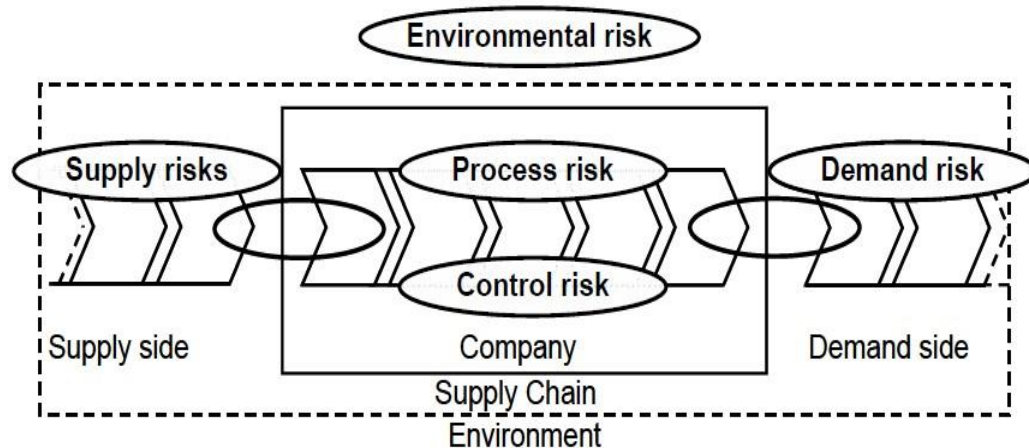 Environmental risk
Supply risks
Process risk
Demand risk
Control risk
Supply side
Company
Demand side
Supply Chain
Environment